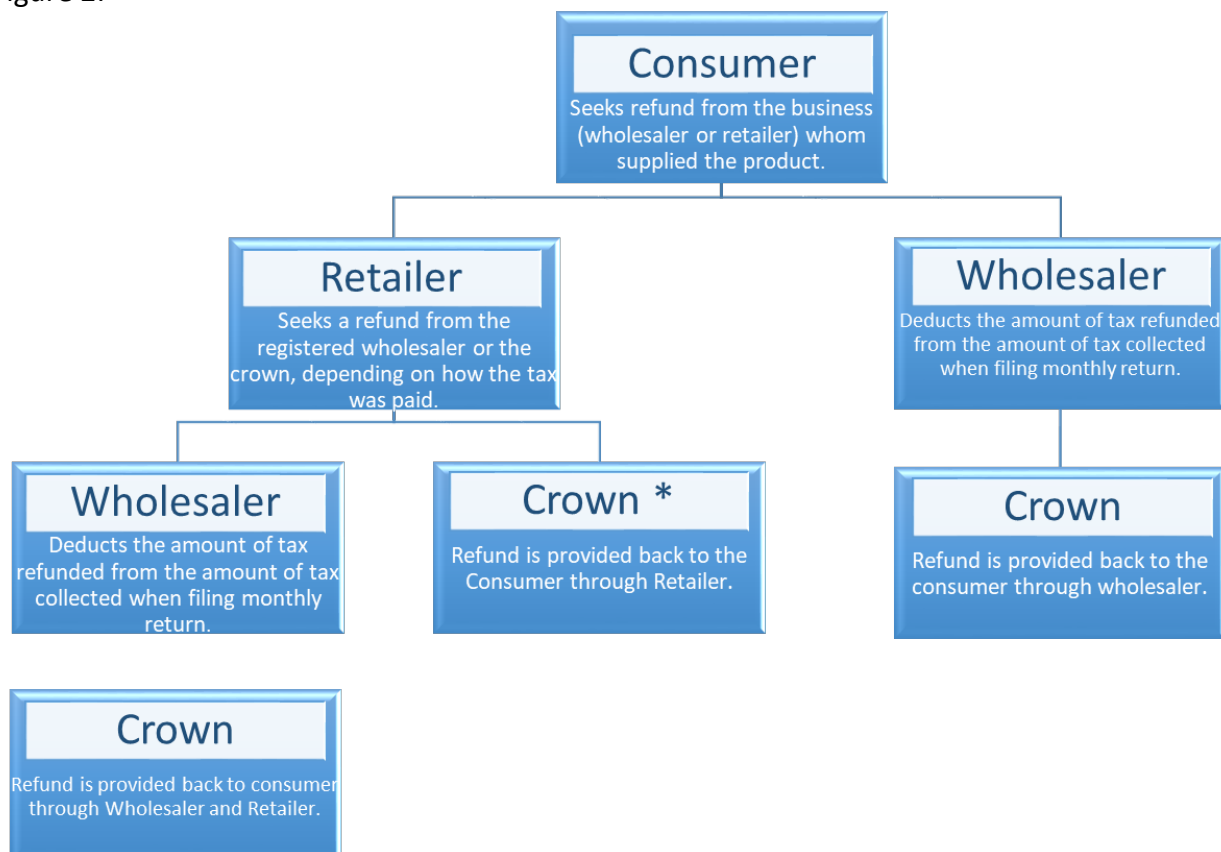 Consumer
Seeks refund from the business
(wholesaler or retailer) whom
supplied the product.
Retailer
Seeks a refund from the
registered wholesaler or the
crown, depending on how the tax
was paid.
Wholesaler
Deducts the amount of tax refunded
from the amount of tax collected
when filing monthly return.
Wholesaler
Deducts the amount of tax
refunded from the amount of tax
collected when filing monthly
return.
Crown *
Refund is provided back to the
Consumer through Retailer.
Crown
Refund is provided back to the
consumer through wholesaler.
Crown
Refund is provided back to consumer
through Wholesaler and Retailer.